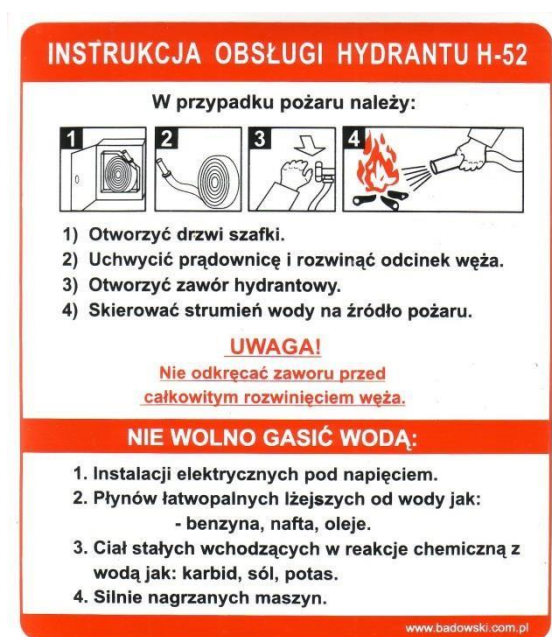 INSTRUKCJA OBSŁUGI HYDRANTU H-52
W przypadku pożaru należy:
1 2 3 4
1) Otworzyć drzwi szafki.
2) Uchwycić prądownicę i rozwinąć odcinek węża.
3) Otworzyć zawór hydrantowy.
4) Skierować strumień wody na źródło pożaru.
UWAGA!
Nie odkręcać zaworu przed
całkowitym rozwinięciem węża.
NIE WOLNO GASIĆ WODĄ:
1. Instalacji elektrycznych pod napięciem.
2. Płynów łatwopalnych lżejszych od wody jak:
- benzyna, nafta, oleje.
3. Ciał stałych wchodzących w reakcje chemiczną z
wodą jak: karbid, sól, potas.
4. Silnie nagrzanych maszyn.
www.badowski.com.pl